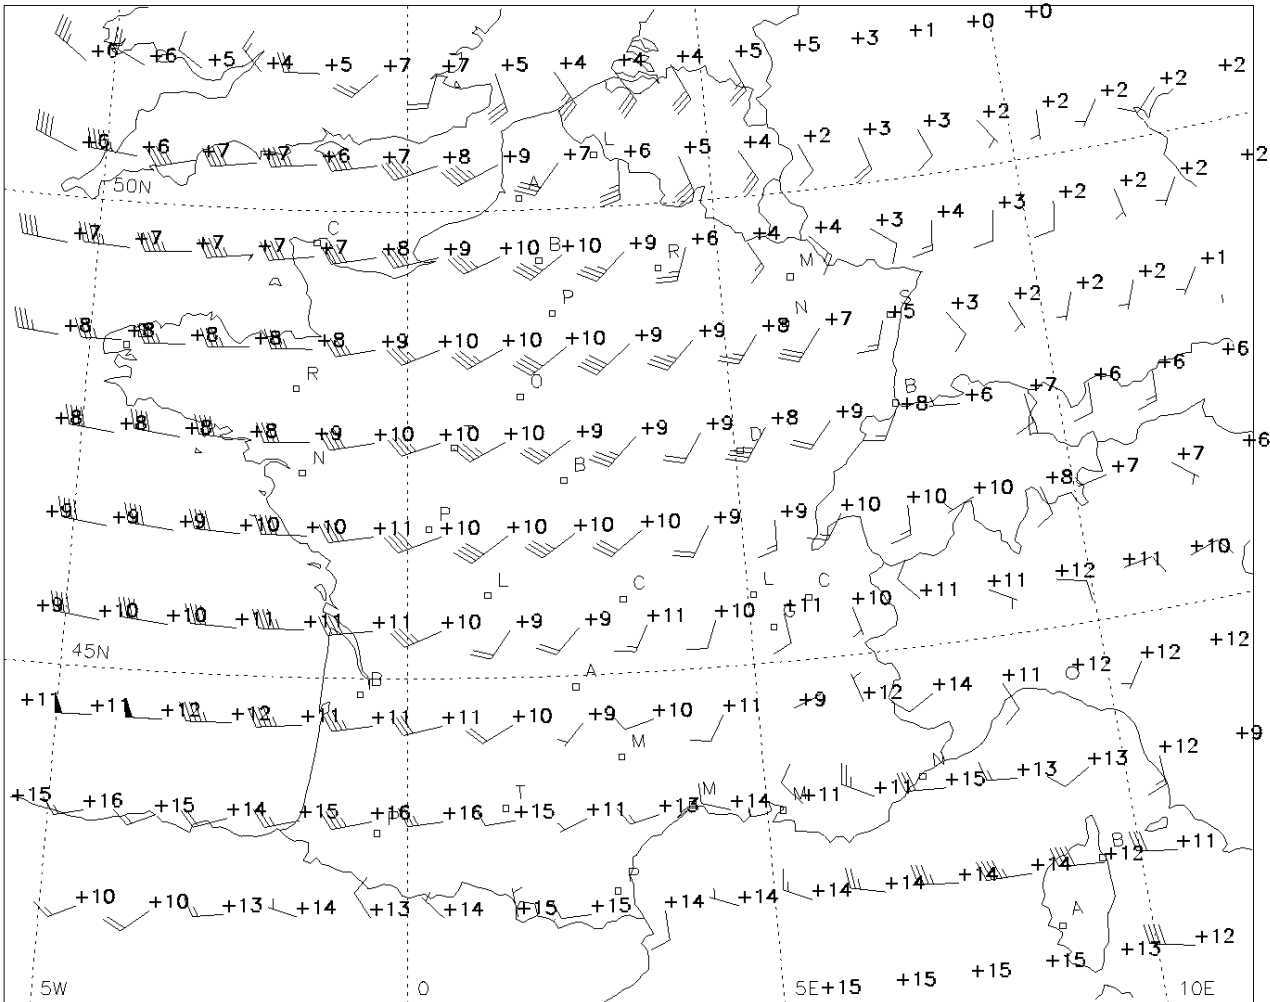 +0
+6 +6 +5 +4 +5 +7 +7 +5 +4 +4 +4 +5 +5 +3 +1 +0
+2 +2 +2 +2
+6 +6 +7 +7 +6 +7 +8 +9 +7 L +6 +5 +4 +2 +3 +3
50N A +2 +2 +2
+7 +7 +7 +7 C +7 +8 +9 +10 B +10 +9 R +6 +4 +4 +3 +4 +3
M +2 +2 +1
+8 +8 +8 +8 +8 +9 +10 P +10 +10 +9 +9 +8 N +7 S +5 +3
R O B +7 +6 +6 +6
+8 +8 +8 +8 +9 +10 +10 +10 +9 +9 +9 D +8 +9 +8 +6
N B +8 +7 +7 +6
+9 +9 +9 +10 +10 +11 P +10 +10 +10 +10 +9 +9 +10 +10 +10
L C L C +11 +11 +12 +11 +10
+9 +10 +10 +11 +11 +11 +10 +9 +9 +11 +10 +11 G +10
45N B A +12 +14 +11 +12 +12 +12
+11 +11 +12 +12 +11 +11 +11 +10 +9 +10 +11 +9
M N +15 +13 +13 +12 +9
+15 +16 +15 +14 +15 +16 P +16 T +15 +11 +13 M +14 M +11 +11
P +14 +14 +14 +14 +14 +12 B +11
+10 +10 +13 +14 +13 +14 +15 +15 +14 A
+13 +12
5W 0 5E +15 +15 +15 +15 10E